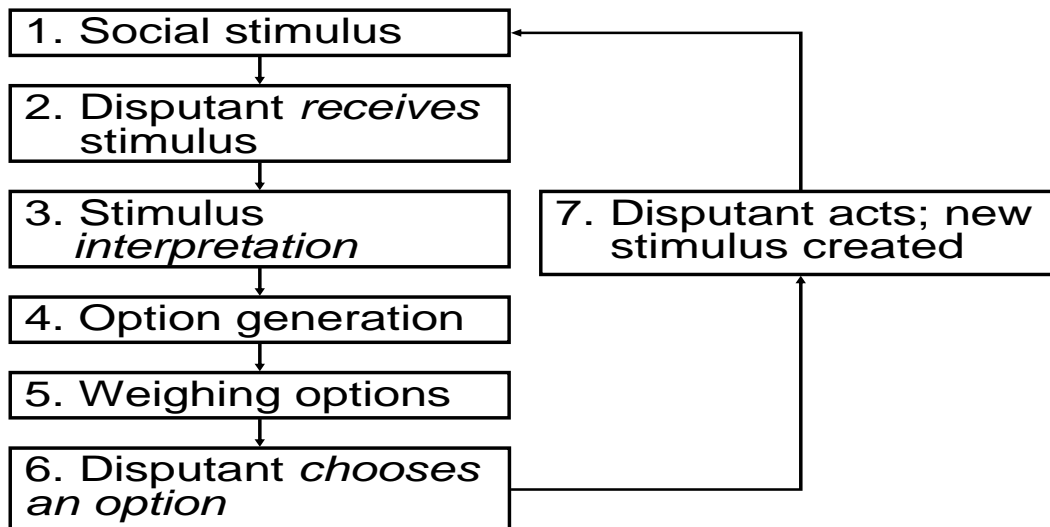 1. Social stimulus
2. Disputant receives
stimulus
3. Stimulus
interpretation
4. Option generation
5. Weighing options
6. Disputant chooses
an option
7. Disputant acts; new
stimulus created